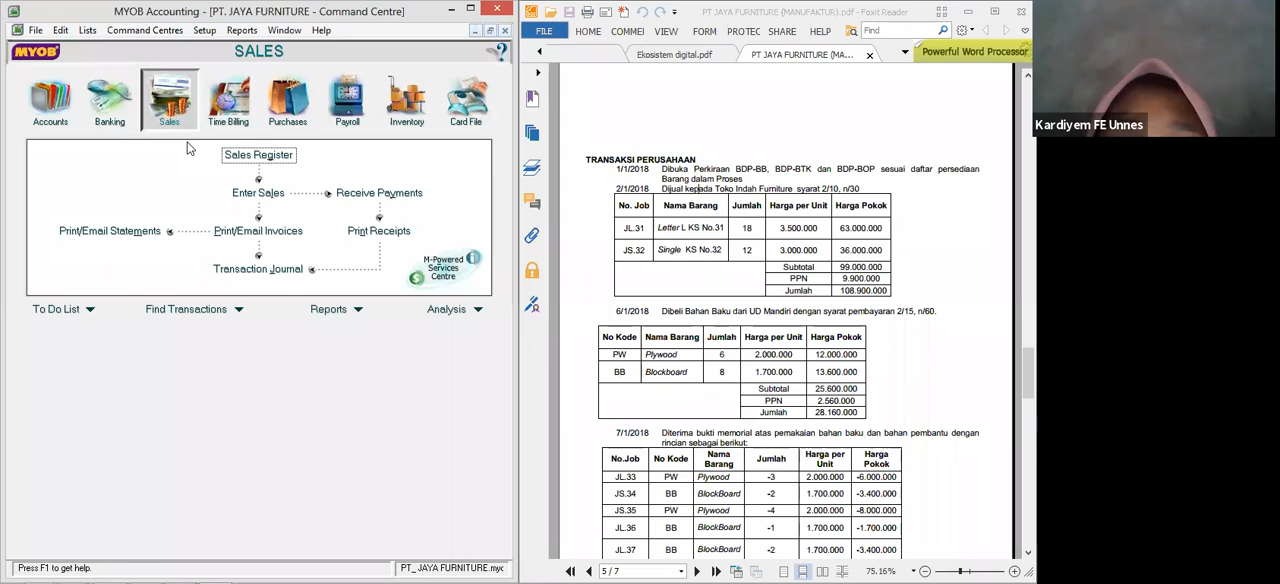 MYOB Accounting - [PT. JAYA FURNITURE - Command Centre]
File Edit Lists Command Centres Setup Reports Window Help
MYOB SALES
Accounts Banking Sales Time Billing Purchases Payroll Inventory Card File
Sales Register
Enter Sales Receive Payments
Print/Email Statements Print/Email Invoices Print Receipts
Transaction Journal
M-Powered
Services
Centre
To Do List Find Transactions Reports Analysis
Press F1 to get help. PT_ JAYA FURNITURE.myc
PT JAYA FURNITURE (MANUFAKTUR).pdf - Foxit Reader
FILE HOME COMMEI VIEW FORM PROTEC SHARE HELP Find
Ekosistem digital.pdf PT JAYA FURNITURE (MA... Powerful Word Processor
TRANSAKSI PERUSAHAAN
1/1/2018 Dibuka Perkiraan BDP-BB, BDP-BTK dan BDP-BOP sesuai daftar persediaan
Barang dalam Proses
2/1/2018 Dijual kepada Toko Indah Furniture syarat 2/10, n/30
No. Job Nama Barang Jumlah Harga per Unit Harga Pokok
JL.31 Letter L KS No.31 18 3.500.000 63.000.000
JS.32 Single KS No.32 12 3.000.000 36.000.000
Subtotal 99.000.000
PPN 9.900.000
Jumlah 108.900.000
6/1/2018 Dibeli Bahan Baku dari UD Mandiri dengan syarat pembayaran 2/15, n/60.
No Kode Nama Barang Jumlah Harga per Unit Harga Pokok
PW Plywood 6 2.000.000 12.000.000
BB Blockboard 8 1.700.000 13.600.000
Subtotal 25.600.000
PPN 2.560.000
Jumlah 28.160.000
7/1/2018 Diterima bukti memorial atas pemakaian bahan baku dan bahan pembantu dengan
rincian sebagai berikut:
No.Job No Kode Nama Barang Jumlah Harga per Unit Harga Pokok
JL.33 PW Plywood -3 2.000.000 -6.000.000
JS.34 BB BlockBoard -2 1.700.000 -3.400.000
JS.35 PW Plywood -4 2.000.000 -8.000.000
JL.36 BB BlockBoard -1 1.700.000 -1.700.000
JL.37 BB BlockBoard -2 1.700.000 -3.400.000
5 / 7 75.16%
Kardiyem FE Unnes